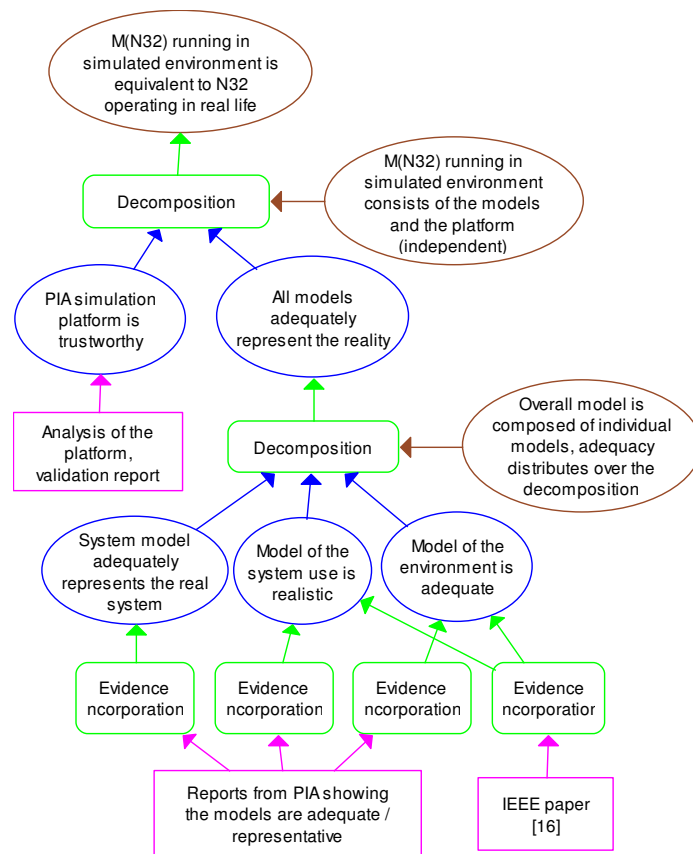 M(N32) running in
simulated environment is
equivalent to N32
operating in real life
Decomposition
M(N32) running in
simulated environment
consists of the models
and the platform
(independent)
PIA simulation
platform is
trustworthy
All models
adequately
represent the reality
Analysis of the
platform,
validation report
Decomposition
Overall model is
composed of individual
models, adequacy
distributes over the
decomposition
System model
adequately
represents the real
system
Model of the
system use is
realistic
Model of the
environment is
adequate
Evidence
ncorporation
Evidence
ncorporation
Evidence
ncorporation
Evidence
ncorporation
Reports from PIA showing
the models are adequate /
representative
IEEE paper
[16]